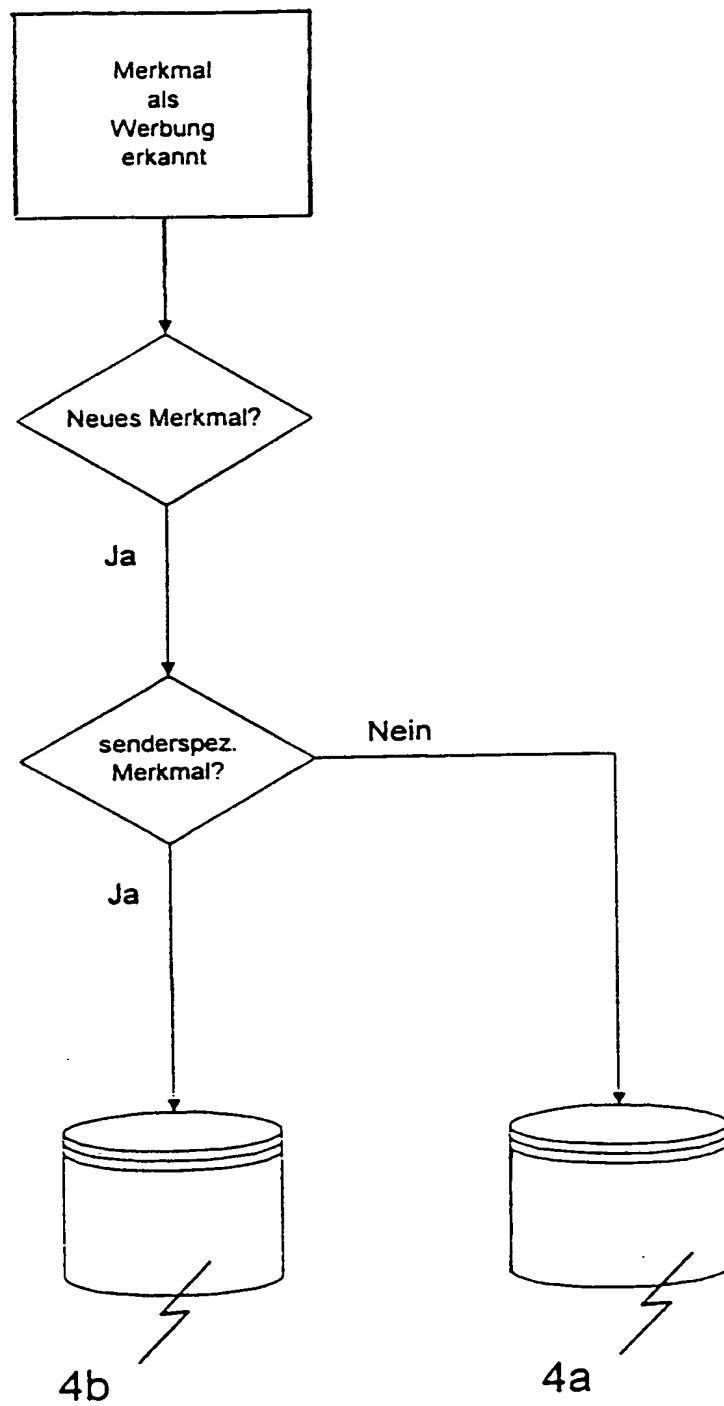 Merkmal
als
Werbung
erkannt
Neues Merkmal?
Ja
senderspez.
Merkmal?
Nein
Ja
4b
4a